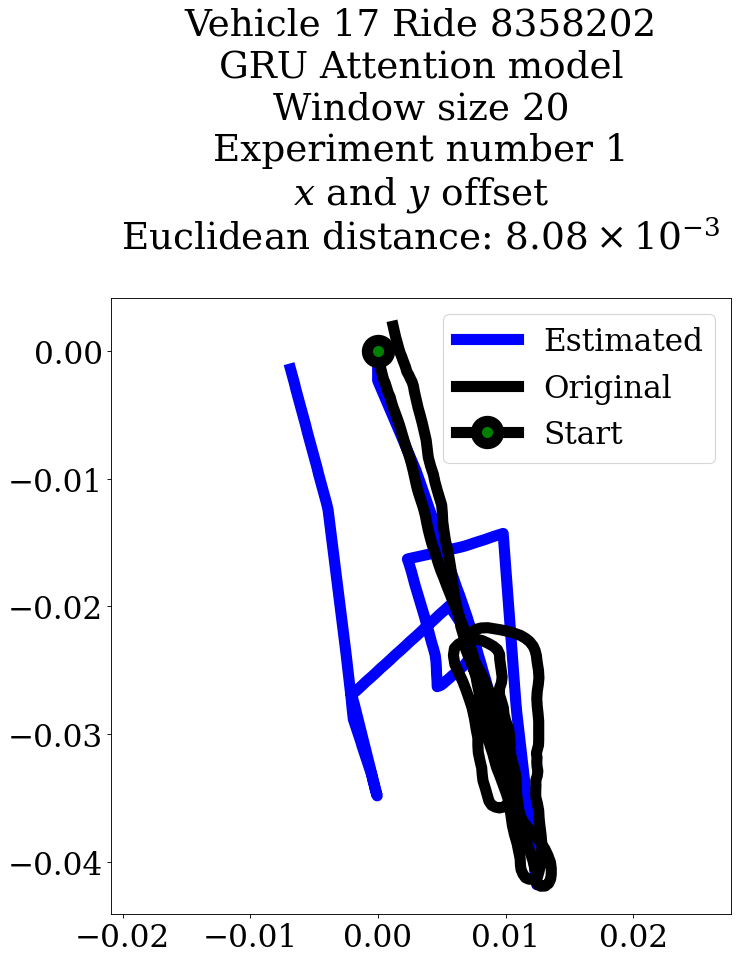 Vehicle 17 Ride 8358202
GRU Attention model
Window size 20
Experiment number 1
x and y offset
Euclidean distance: 8.08 × 10⁻³
Estimated
Original
Start
0.00
−0.01
−0.02
−0.03
−0.04
−0.02 −0.01 0.00 0.01 0.02